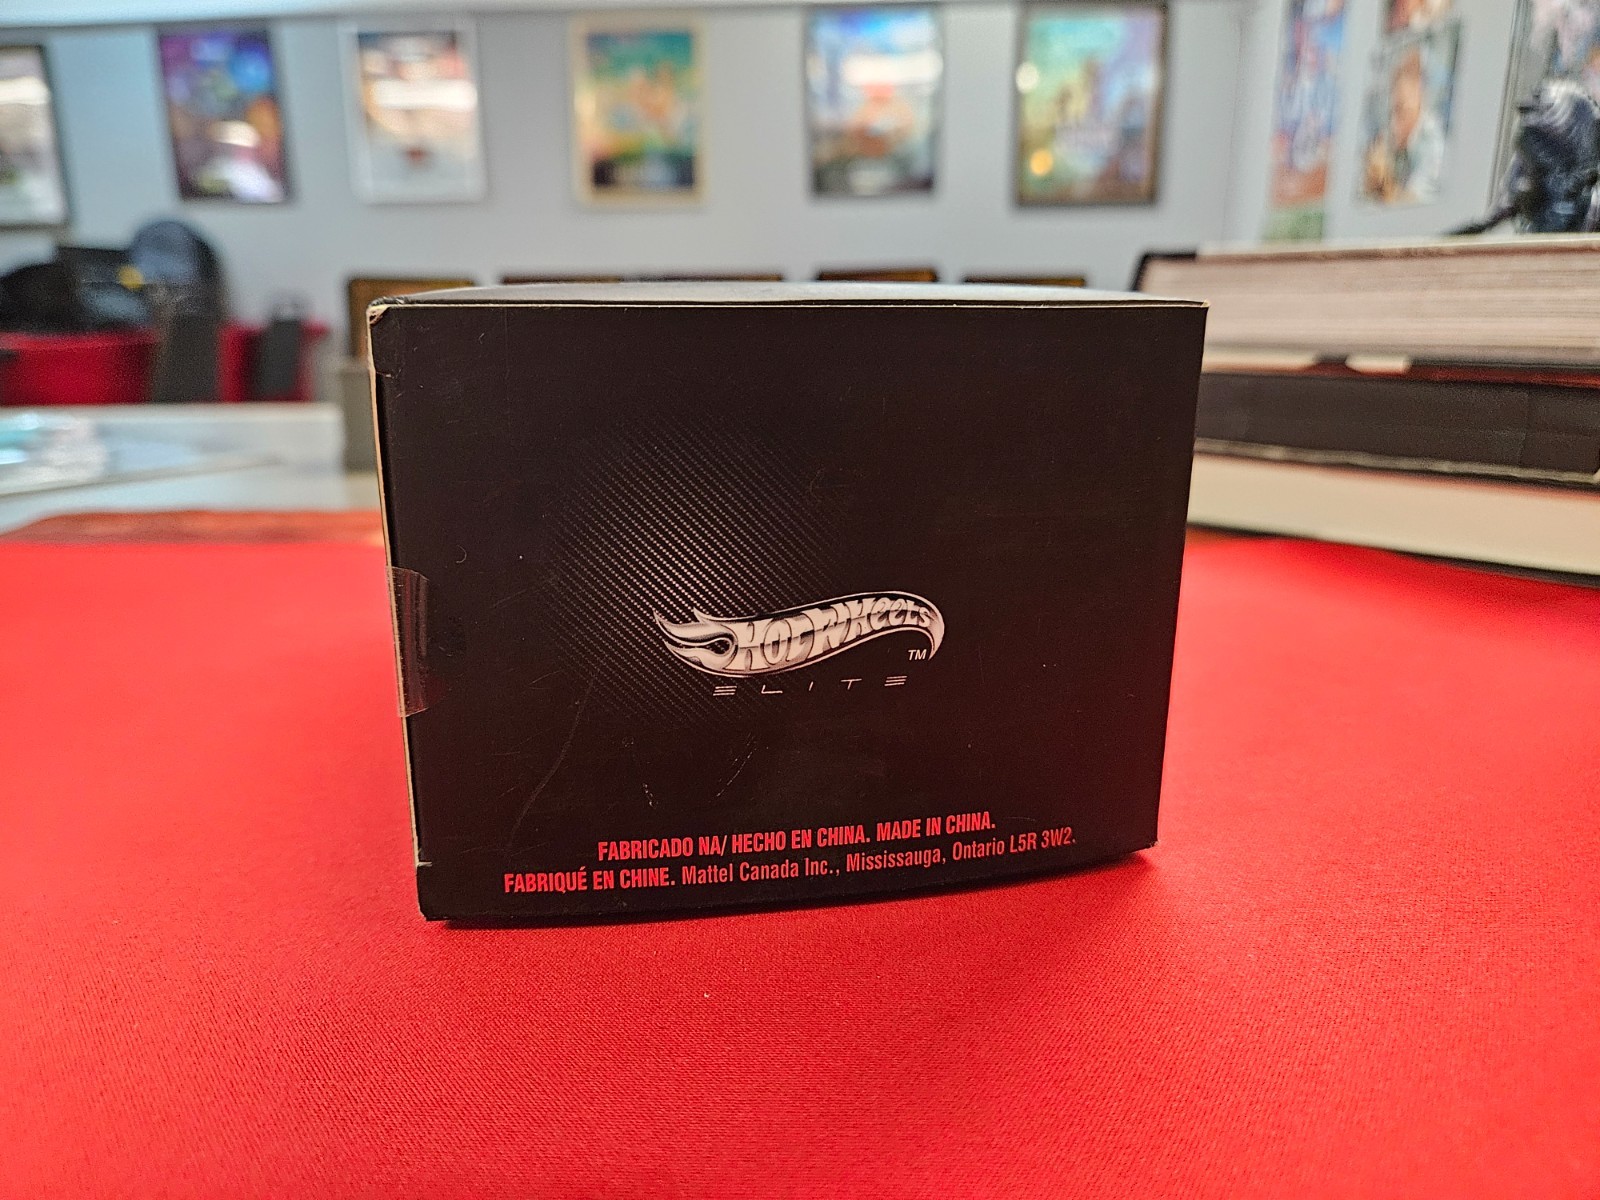 HOT WHEELS
TM
ELITE
FABRICADO NA/ HECHO EN CHINA. MADE IN CHINA.
FABRIQUÉ EN CHINE. Mattel Canada Inc., Mississauga, Ontario L5R 3W2.